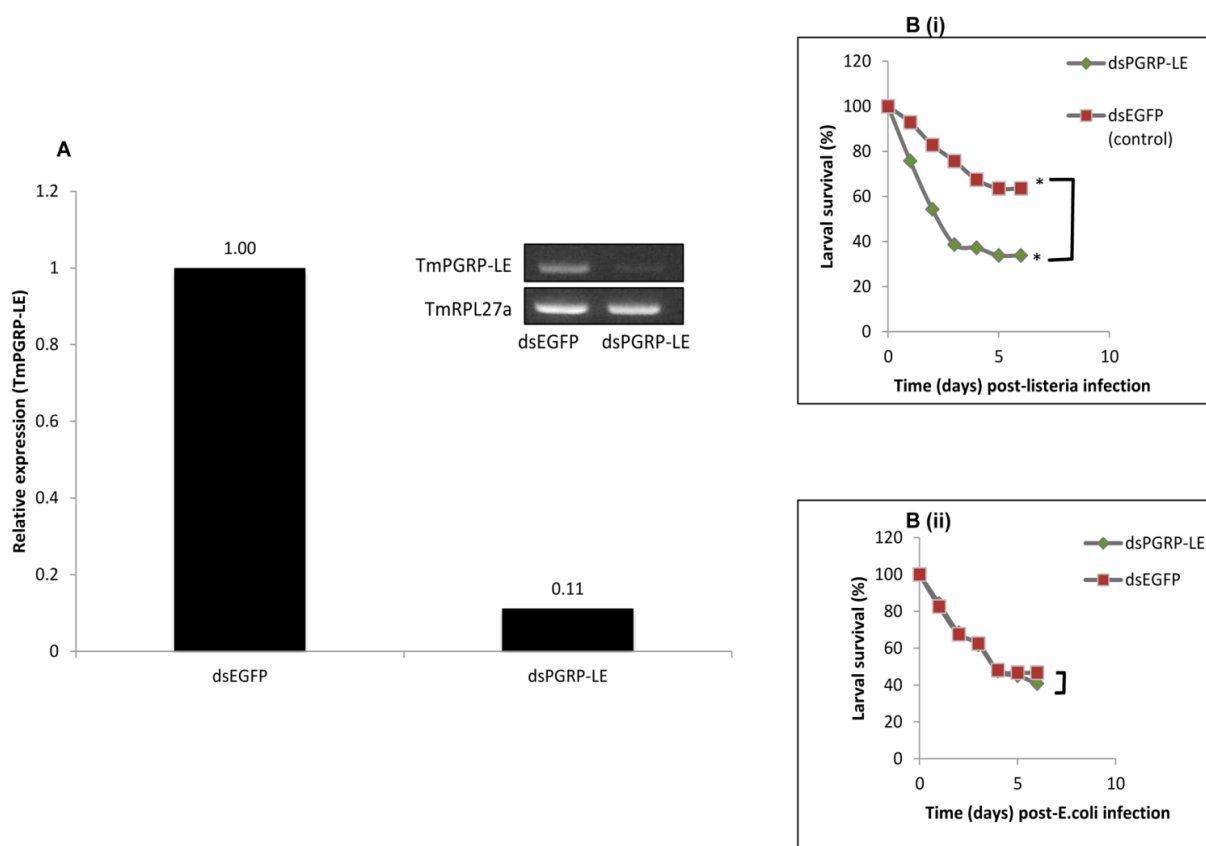 A
Relative expression (TmPGRP-LE)
1.2
1
0.8
0.6
0.4
0.2
0
1.00
0.11
dsEGFP
dsPGRP-LE
TmPGRP-LE
TmRPL27a
dsEGFP dsPGRP-LE
B (i)
Larval survival (%)
120
100
80
60
40
20
0
0 5 10
Time (days) post-listeria infection
dsPGRP-LE
dsEGFP
(control)
*
*
B (ii)
Larval survival (%)
120
100
80
60
40
20
0
0 5 10
Time (days) post-E.coli infection
dsPGRP-LE
dsEGFP